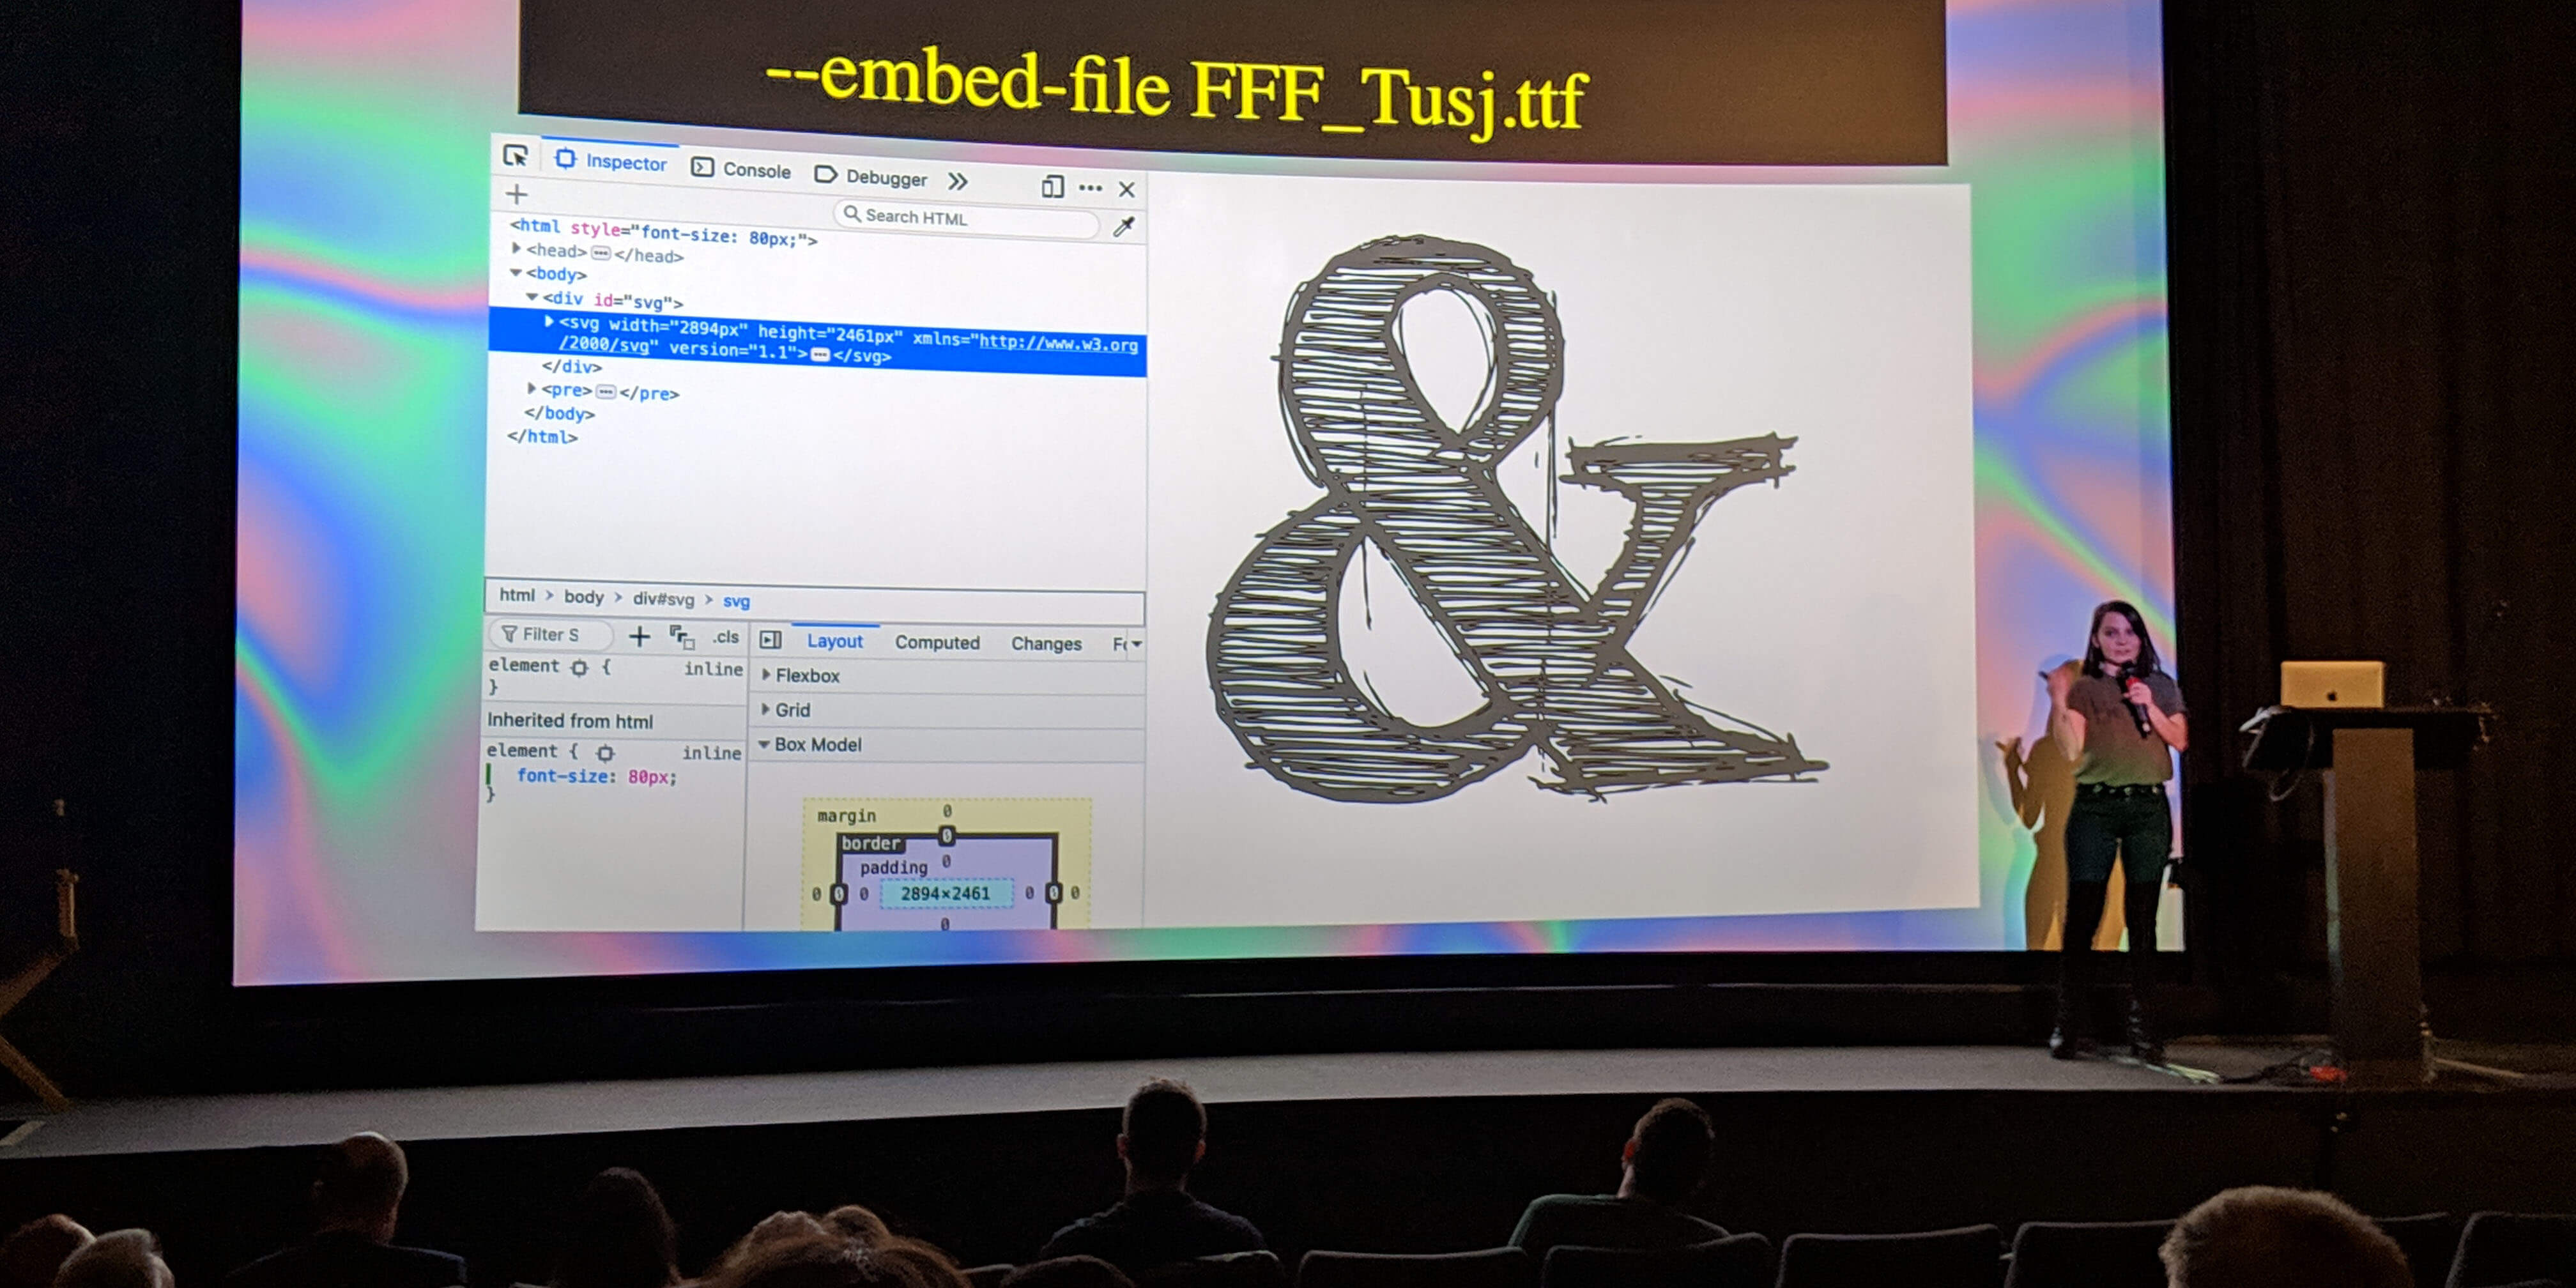 --embed-file FFF_Tusj.ttf
Inspector Console Debugger
Search HTML
<html style="font-size: 80px;">
<head></head>
<body>
<div id="svg">
<svg width="2894px" height="2461px" xmlns="http://www.w3.org
/2000/svg" version="1.1"></svg>
</div>
<pre></pre>
</body>
</html>
html > body > div#svg > svg
Filter S + .cls
element {
inline
}
Inherited from html
element {
inline
font-size: 80px;
}
Layout Computed Changes
Flexbox
Grid
Box Model
margin 0
border 0
padding 0
0 0 0 2894×2461 0 0 0
0
&